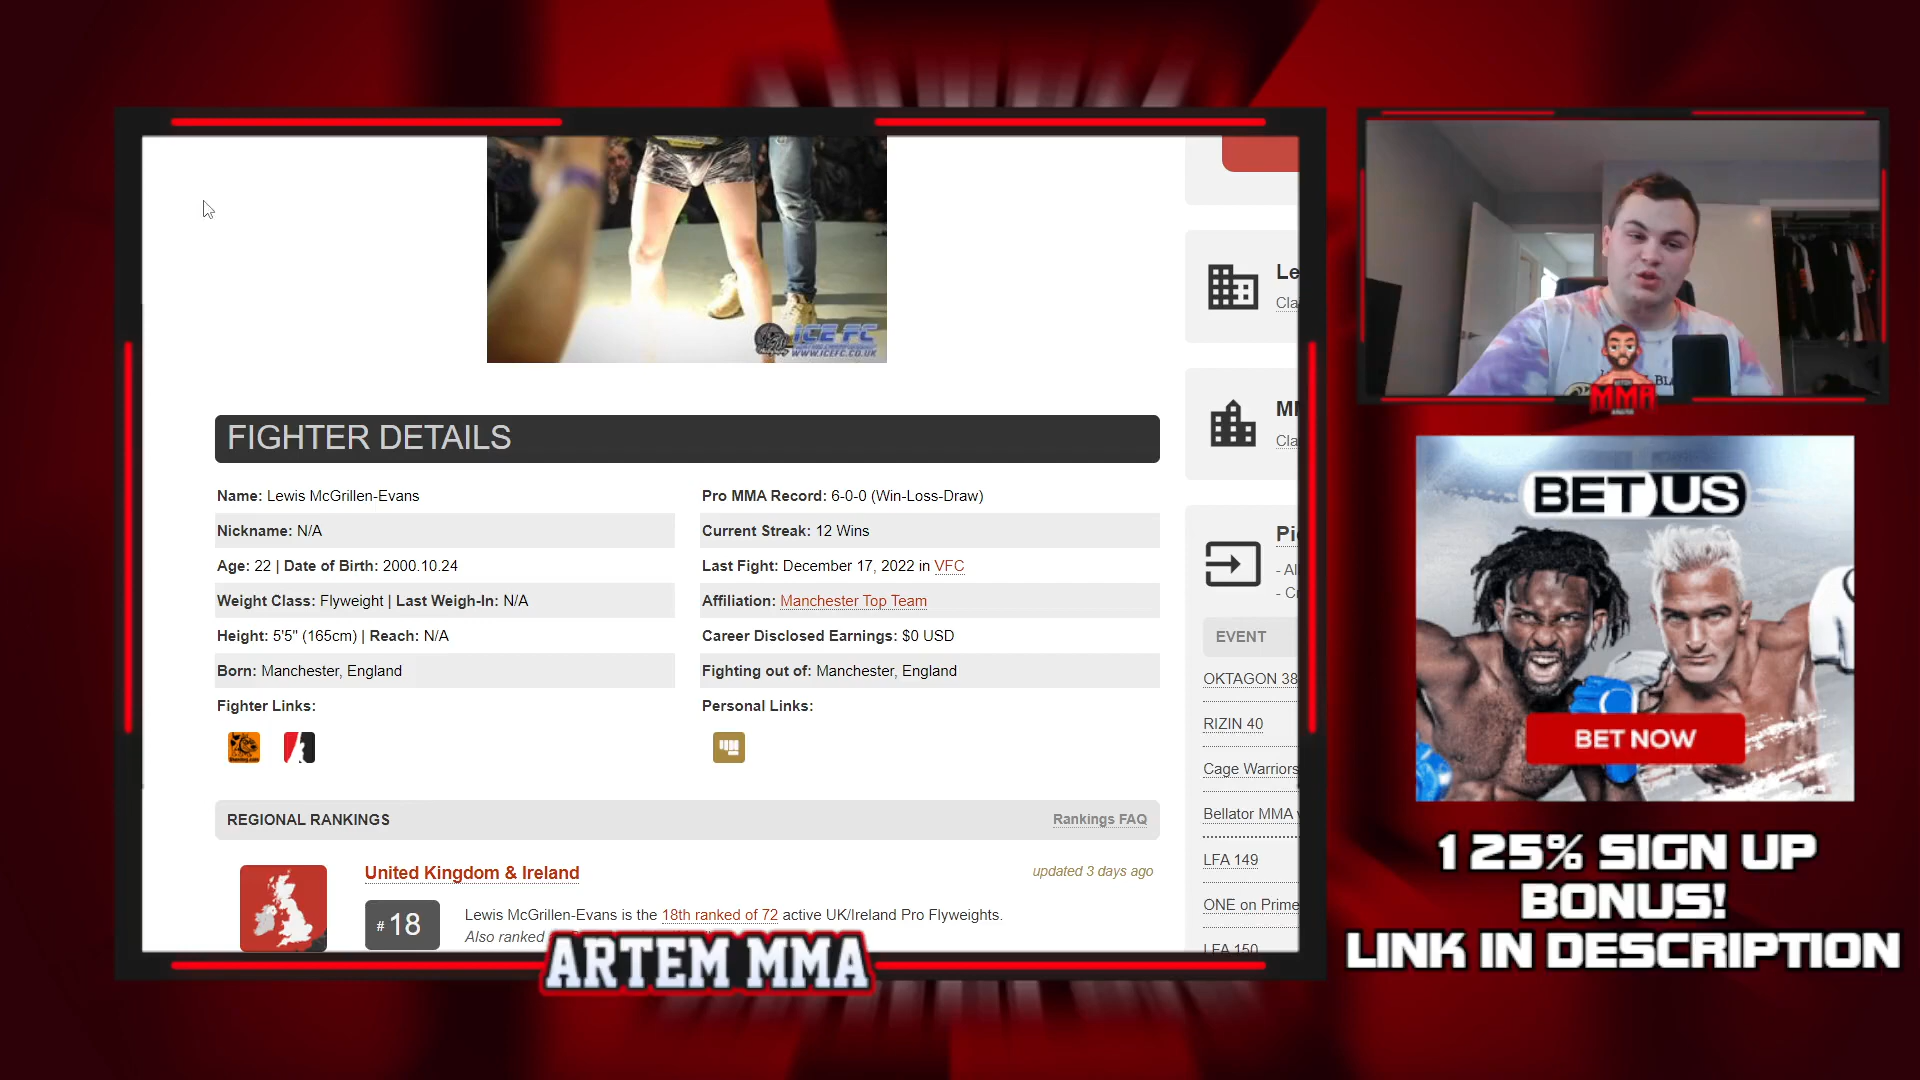 ICE FC
WWW.ICEFC.CO.UK
FIGHTER DETAILS
Name: Lewis McGrillen-Evans
Nickname: N/A
Age: 22 | Date of Birth: 2000.10.24
Weight Class: Flyweight | Last Weigh-In: N/A
Height: 5'5" (165cm) | Reach: N/A
Born: Manchester, England
Fighter Links:
Pro MMA Record: 6-0-0 (Win-Loss-Draw)
Current Streak: 12 Wins
Last Fight: December 17, 2022 in VFC
Affiliation: Manchester Top Team
Career Disclosed Earnings: $0 USD
Fighting out of: Manchester, England
Personal Links:
REGIONAL RANKINGS
Rankings FAQ
United Kingdom & Ireland
updated 3 days ago
#18
Lewis McGrillen-Evans is the 18th ranked of 72 active UK/Ireland Pro Flyweights.
Also ranked
ARTEM MMA
Le
Cla
Cla
- Al
EVENT
OKTAGON 38
RIZIN 40
Cage Warriors
Bellator MMA
LFA 149
ONE on Prime
LFA 150
MMA
BETUS
BET NOW
125% SIGN UP
BONUS!
LINK IN DESCRIPTION